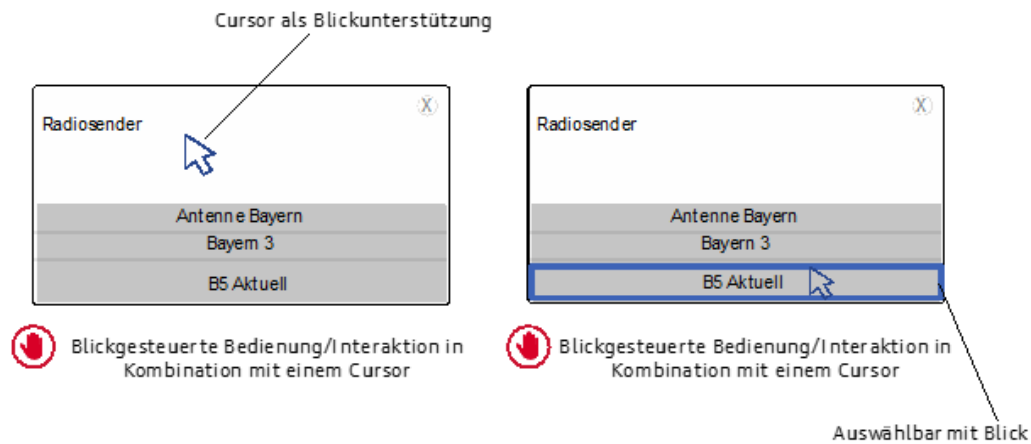 Cursor als Blickunterstützung
X
Radiosender
Antenne Bayern
Bayern 3
B5 Aktuell
Blickgesteuerte Bedienung/Interaktion in
Kombination mit einem Cursor
X
Radiosender
Antenne Bayern
Bayern 3
B5 Aktuell
Blickgesteuerte Bedienung/Interaktion in
Kombination mit einem Cursor
Auswählbar mit Blick